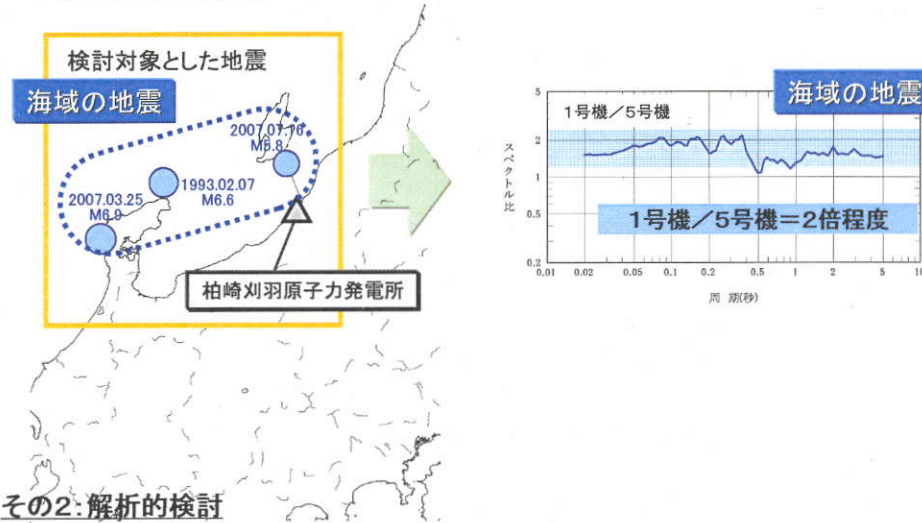 検討対象とした地震
海域の地震
2007.07.16
M5.8
1993.02.07
M6.6
2007.03.25
M6.9
柏崎刈羽原子力発電所
海域の地震
1号機/5号機
スペクトル比
5
2
1
0.5
0.2
1号機/5号機=2倍程度
0.01 0.02 0.05 0.1 0.2 0.5 1 2 5 10
周 期(秒)
その2:解析的検討